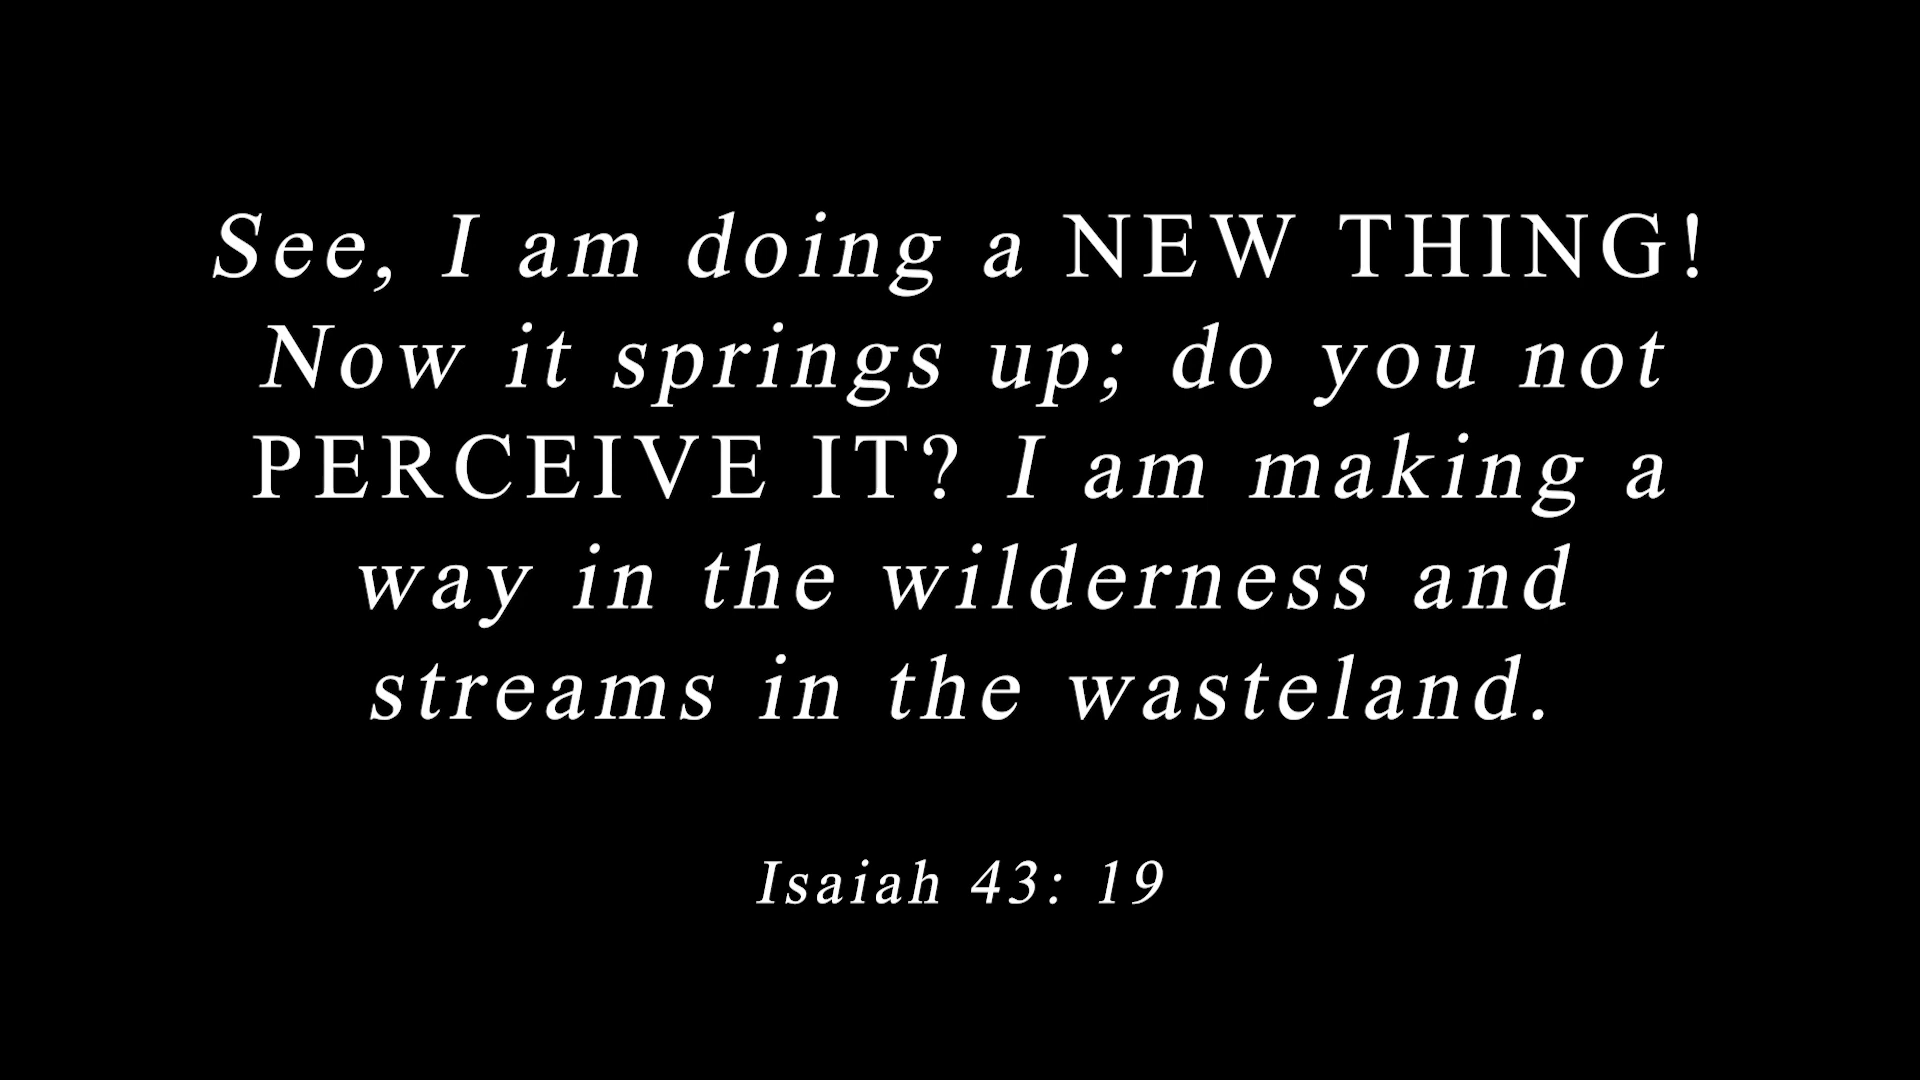 See, I am doing a NEW THING!
Now it springs up; do you not
PERCEIVE IT? I am making a
way in the wilderness and
streams in the wasteland.
Isaiah 43: 19